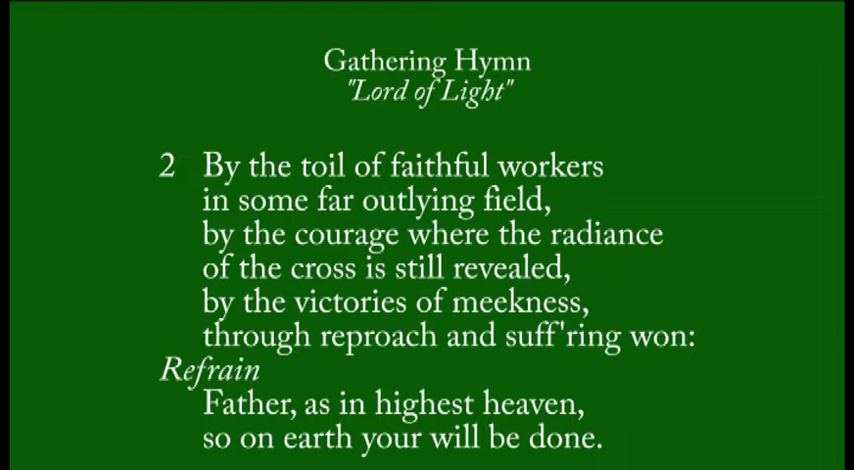 Gathering Hymn
"Lord of Light"
2 By the toil of faithful workers
in some far outlying field,
by the courage where the radiance
of the cross is still revealed,
by the victories of meekness,
through reproach and suff'ring won:
Refrain
Father, as in highest heaven,
so on earth your will be done.